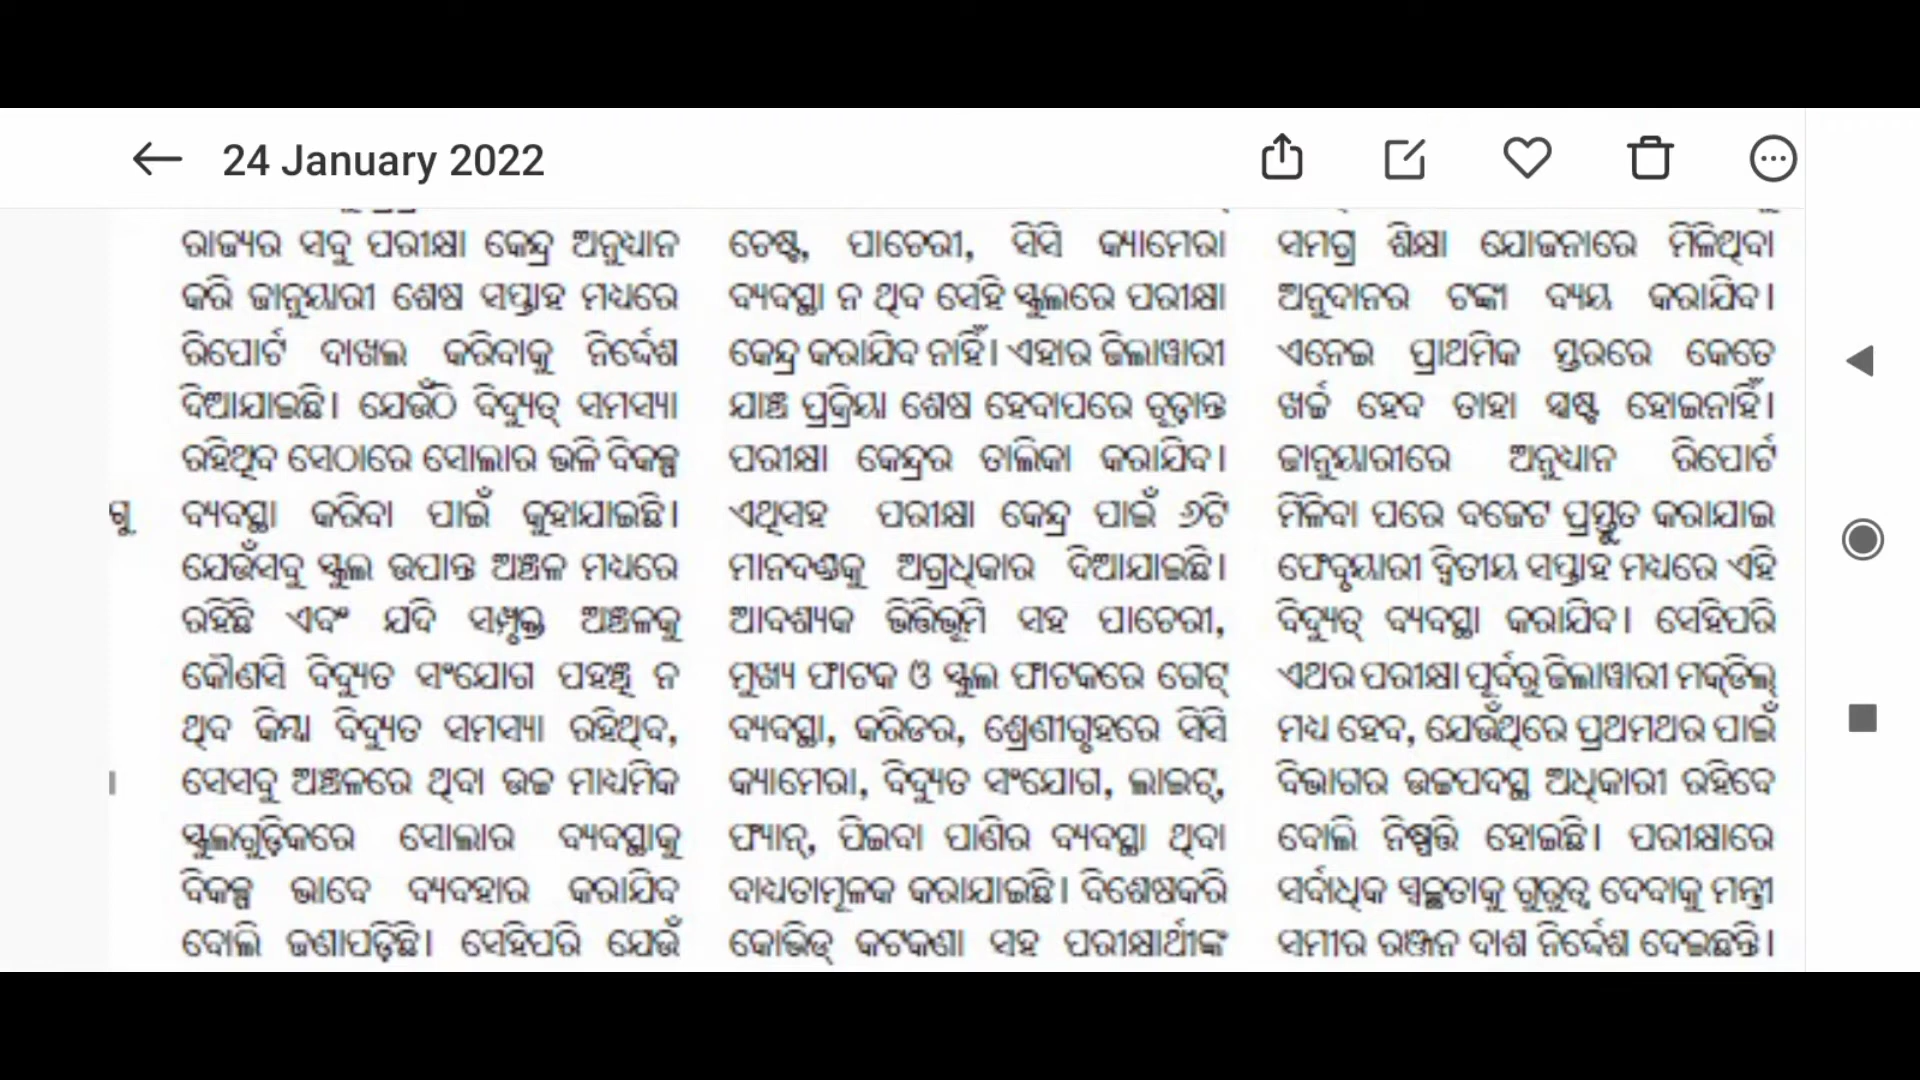 24 January 2022
ରାଜ୍ୟର ସବୁ ପରୀକ୍ଷା କେନ୍ଦ୍ର ଅନୁଧ୍ୟାନ
କରି ଜାନୁୟାରୀ ଶେଷ ସପ୍ତାହ ମଧ୍ୟରେ
ରିପୋର୍ଟ ଦାଖଲ କରିବାକୁ ନିର୍ଦ୍ଦେଶ
ଦିଆଯାଇଛି। ଯେଉଁଠି ବିଦ୍ୟୁତ୍ ସମସ୍ୟା
ରହିଥିବ ସେଠାରେ ସୋଲାର ଭଳି ବିକଳ୍ପ
ବ୍ୟବସ୍ଥା କରିବା ପାଇଁ କୁହାଯାଇଛି।
ଯେଉଁସବୁ ସ୍କୁଲ ଉପାନ୍ତ ଅଞ୍ଚଳ ମଧ୍ୟରେ
ରହିଛି ଏବଂ ଯଦି ସମ୍ପୃକ୍ତ ଅଞ୍ଚଳକୁ
କୌଣସି ବିଦ୍ୟୁତ ସଂଯୋଗ ପହଞ୍ଚି ନ
ଥିବ କିମ୍ବା ବିଦ୍ୟୁତ ସମସ୍ୟା ରହିଥିବ,
ସେସବୁ ଅଞ୍ଚଳରେ ଥିବା ଉଚ୍ଚ ମାଧ୍ୟମିକ
ସ୍କୁଲଗୁଡ଼ିକରେ ସୋଲାର ବ୍ୟବସ୍ଥାକୁ
ବିକଳ୍ପ ଭାବେ ବ୍ୟବହାର କରାଯିବ
ବୋଲି ଜଣାପଡ଼ିଛି। ସେହିପରି ଯେଉଁ
ଚେଷ୍ଟ, ପାଚେରୀ, ସିସି କ୍ୟାମେରା
ବ୍ୟବସ୍ଥା ନ ଥିବ ସେହି ସ୍କୁଲରେ ପରୀକ୍ଷା
କେନ୍ଦ୍ର କରାଯିବ ନାହିଁ। ଏହାର ଜିଲାୱାରୀ
ଯାଞ୍ଚ ପ୍ରକ୍ରିୟା ଶେଷ ହେବାପରେ ଚୂଡ଼ାନ୍ତ
ପରୀକ୍ଷା କେନ୍ଦ୍ରର ତାଲିକା କରାଯିବ।
ଏଥିସହ ପରୀକ୍ଷା କେନ୍ଦ୍ର ପାଇଁ ୬ଟି
ମାନଦଣ୍ଡକୁ ଅଗ୍ରାଧିକାର ଦିଆଯାଇଛି।
ଆବଶ୍ୟକ ଭିତ୍ତିଭୂମି ସହ ପାଚେରୀ,
ମୁଖ୍ୟ ଫାଟକ ଓ ସ୍କୁଲ ଫାଟକରେ ଗେଟ୍
ବ୍ୟବସ୍ଥା, କରିଡର, ଶ୍ରେଣୀଗୃହରେ ସିସି
କ୍ୟାମେରା, ବିଦ୍ୟୁତ ସଂଯୋଗ, ଲାଇଟ୍,
ଫ୍ୟାନ୍, ପିଇବା ପାଣିର ବ୍ୟବସ୍ଥା ଥିବା
ବାଧ୍ୟତାମୂଳକ କରାଯାଇଛି। ବିଶେଷକରି
କୋଭିଡ୍ କଟକଣା ସହ ପରୀକ୍ଷାର୍ଥୀଙ୍କ
ସମଗ୍ର ଶିକ୍ଷା ଯୋଜନାରେ ମିଳିଥିବା
ଅନୁଦାନର ଟଙ୍କା ବ୍ୟୟ କରାଯିବ।
ଏନେଇ ପ୍ରାଥମିକ ସ୍ତରରେ କେତେ
ଖର୍ଚ୍ଚ ହେବ ତାହା ସ୍ପଷ୍ଟ ହୋଇନାହିଁ।
ଜାନୁୟାରୀରେ ଅନୁଧ୍ୟାନ ରିପୋର୍ଟ
ମିଳିବା ପରେ ବଜେଟ ପ୍ରସ୍ତୁତ କରାଯାଇ
ଫେବୃୟାରୀ ଦ୍ବିତୀୟ ସପ୍ତାହ ମଧ୍ୟରେ ଏହି
ବିଦ୍ୟୁତ୍ ବ୍ୟବସ୍ଥା କରାଯିବ। ସେହିପରି
ଏଥର ପରୀକ୍ଷା ପୂର୍ବରୁ ଜିଲାୱାରୀ ମକ୍‌ଡ୍ରିଲ୍
ମଧ୍ୟ ହେବ, ଯେଉଁଥିରେ ପ୍ରଥମଥର ପାଇଁ
ବିଭାଗର ଉଚ୍ଚପଦସ୍ଥ ଅଧିକାରୀ ରହିବେ
ବୋଲି ନିଷ୍ପତ୍ତି ହୋଇଛି। ପରୀକ୍ଷାରେ
ସର୍ବାଧିକ ସ୍ବଚ୍ଛତାକୁ ଗୁରୁତ୍ବ ଦେବାକୁ ମନ୍ତ୍ରୀ
ସମୀର ରଞ୍ଜନ ଦାଶ ନିର୍ଦ୍ଦେଶ ଦେଇଛନ୍ତି।